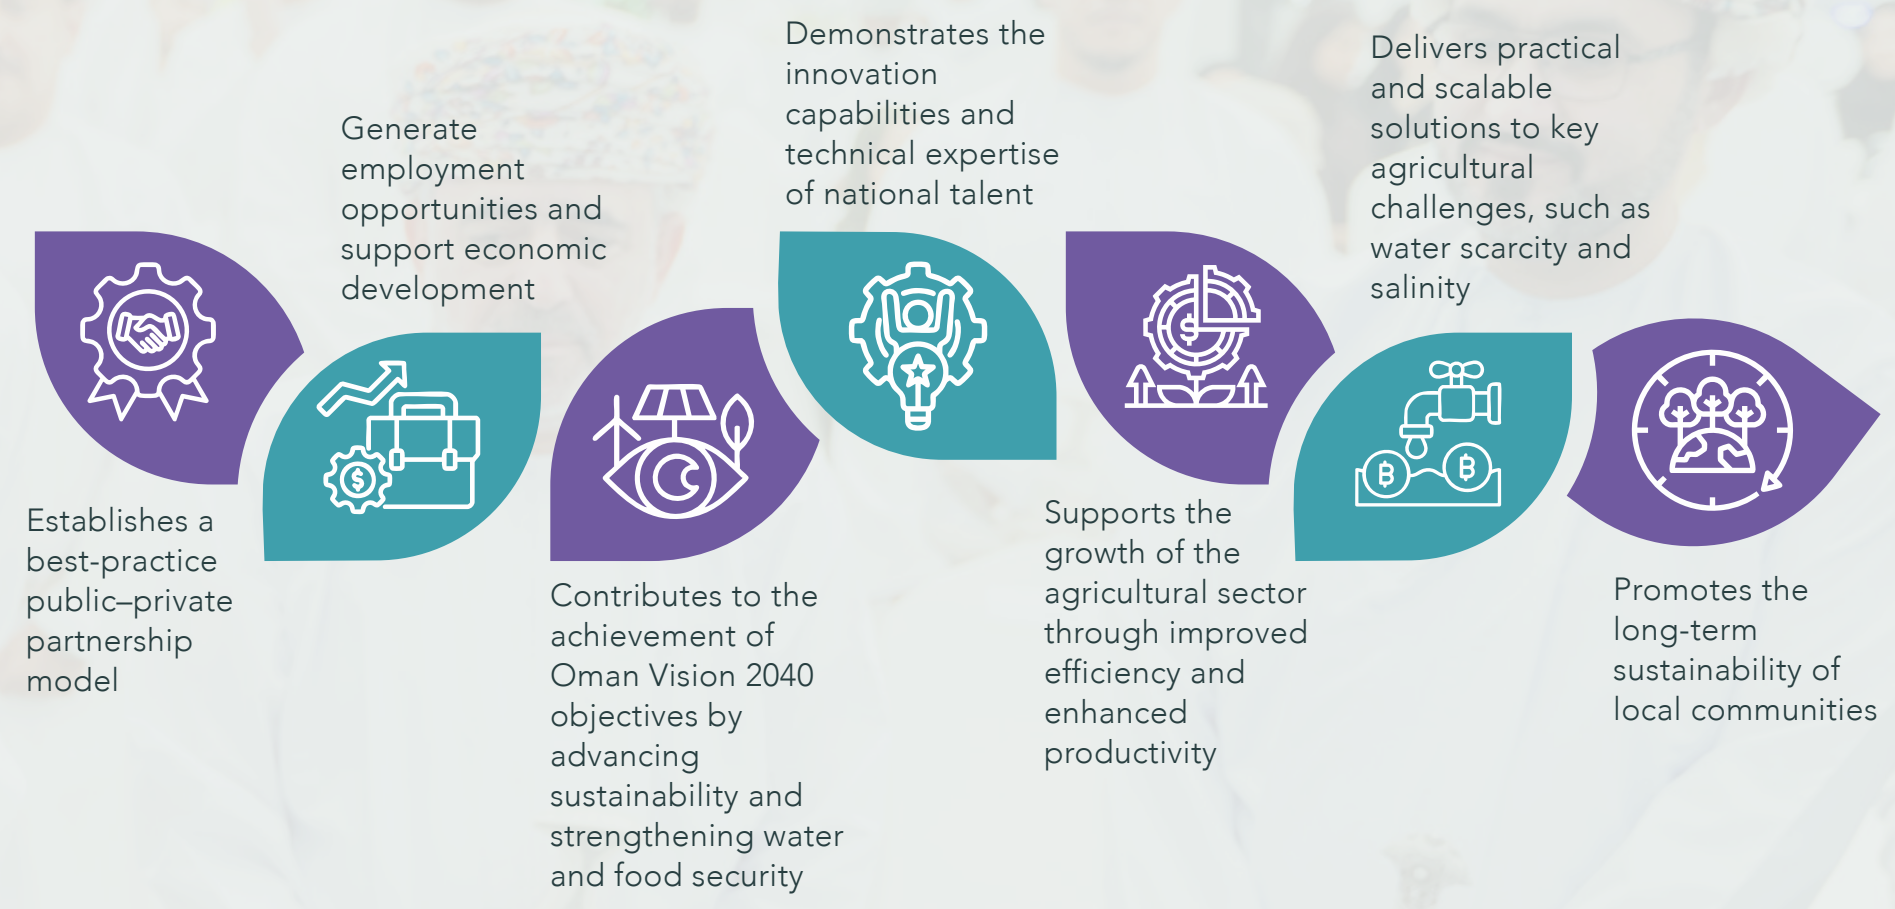 Establishes a
best-practice
public–private
partnership
model
Generate
employment
opportunities and
support economic
development
Contributes to the
achievement of
Oman Vision 2040
objectives by
advancing
sustainability and
strengthening water
and food security
Demonstrates the
innovation
capabilities and
technical expertise
of national talent
Supports the
growth of the
agricultural sector
through improved
efficiency and
enhanced
productivity
Delivers practical
and scalable
solutions to key
agricultural
challenges, such as
water scarcity and
salinity
Promotes the
long-term
sustainability of
local communities